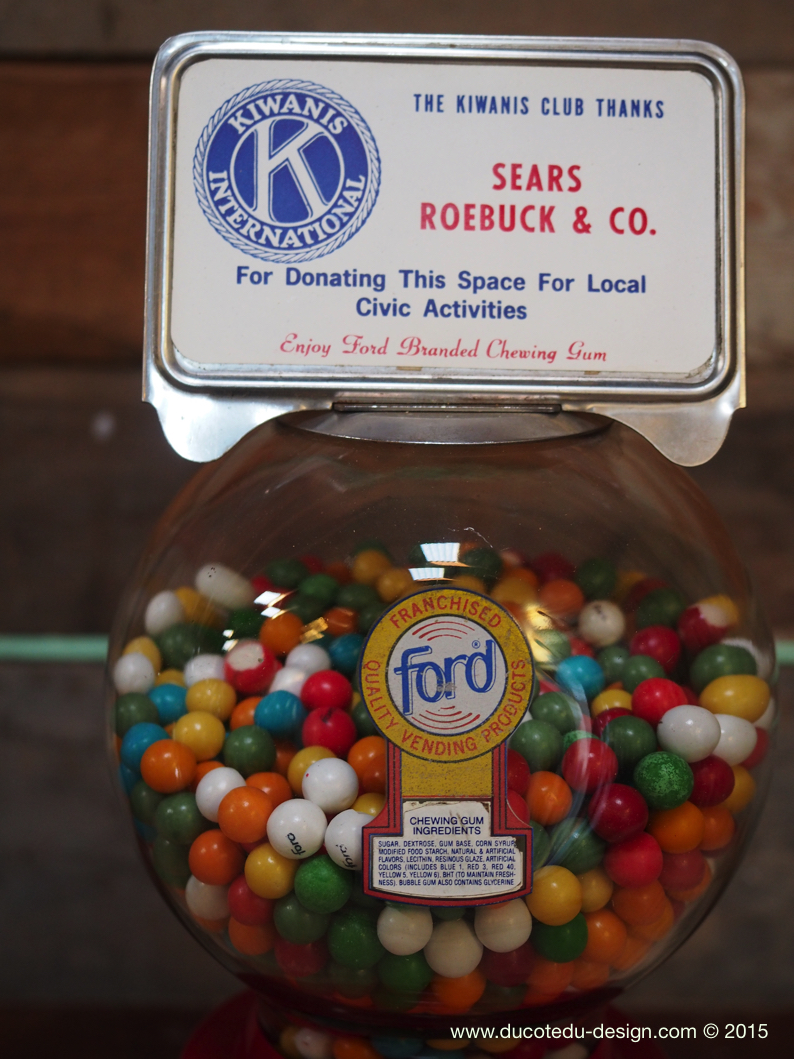 KIWANIS
K
INTERNATIONAL
THE KIWANIS CLUB THANKS
SEARS
ROEBUCK & CO.
For Donating This Space For Local
Civic Activities
Enjoy Ford Branded Chewing Gum
FRANCHISED
ford
QUALITY VENDING PRODUCTS
CHEWING GUM
INGREDIENTS
SUGAR, DEXTROSE, GUM BASE, CORN SYRUP,
MODIFIED FOOD STARCH, NATURAL & ARTIFICIAL
FLAVORS, LECITHIN, RESINOUS GLAZE, ARTIFICIAL
COLORS (INCLUDES BLUE 1, RED 3, RED 40,
YELLOW 5, YELLOW 6), BHT (TO MAINTAIN FRESH-
NESS). BUBBLE GUM ALSO CONTAINS GLYCERINE
ford
ford
www.ducotedu-design.com © 2015